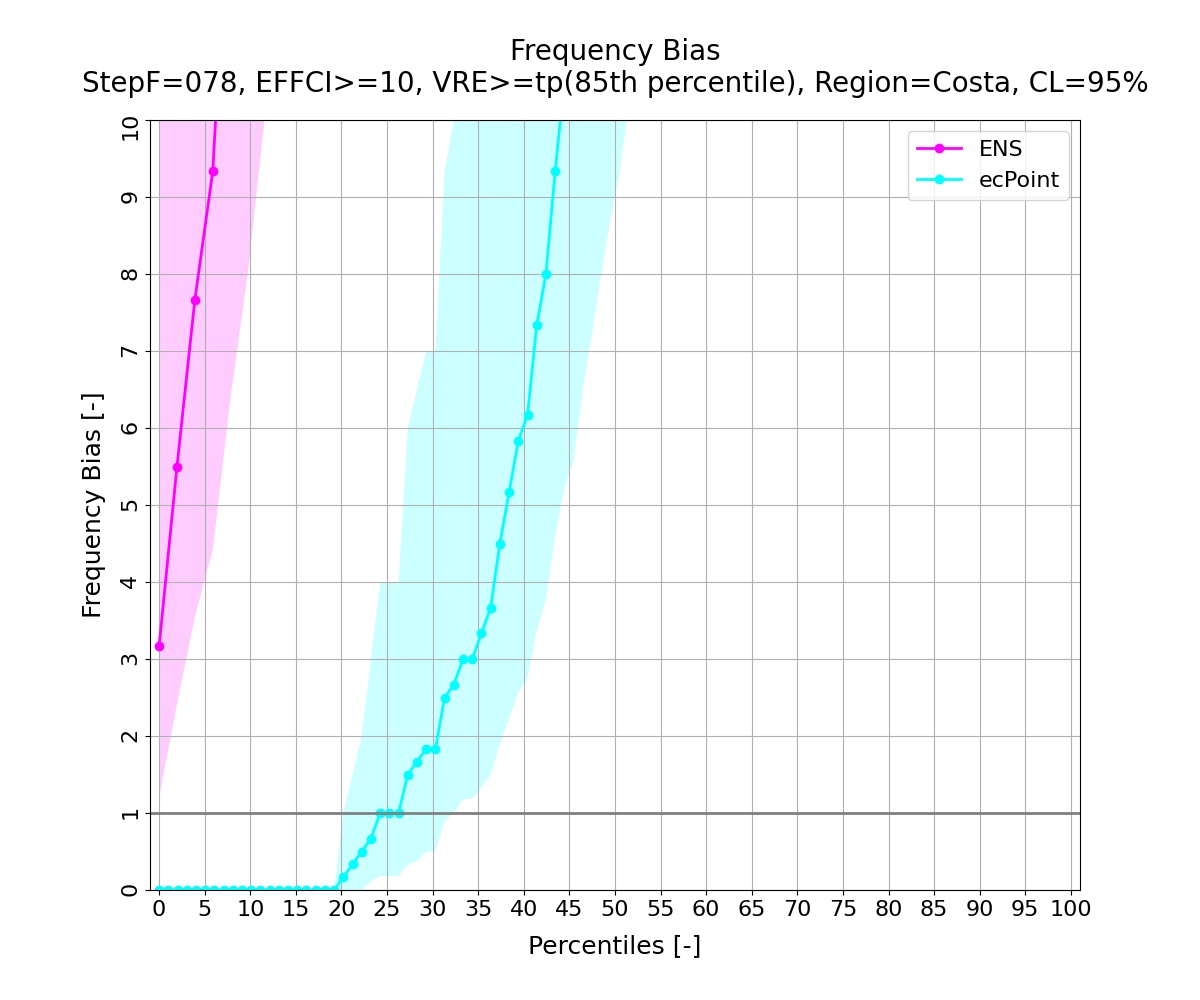 Frequency Bias
StepF=078, EFFCI>=10, VRE>=tp(85th percentile), Region=Costa, CL=95%
ENS
ecPoint
Frequency Bias [-]
10
9
8
7
6
5
4
3
2
1
0
0 5 10 15 20 25 30 35 40 45 50 55 60 65 70 75 80 85 90 95 100
Percentiles [-]